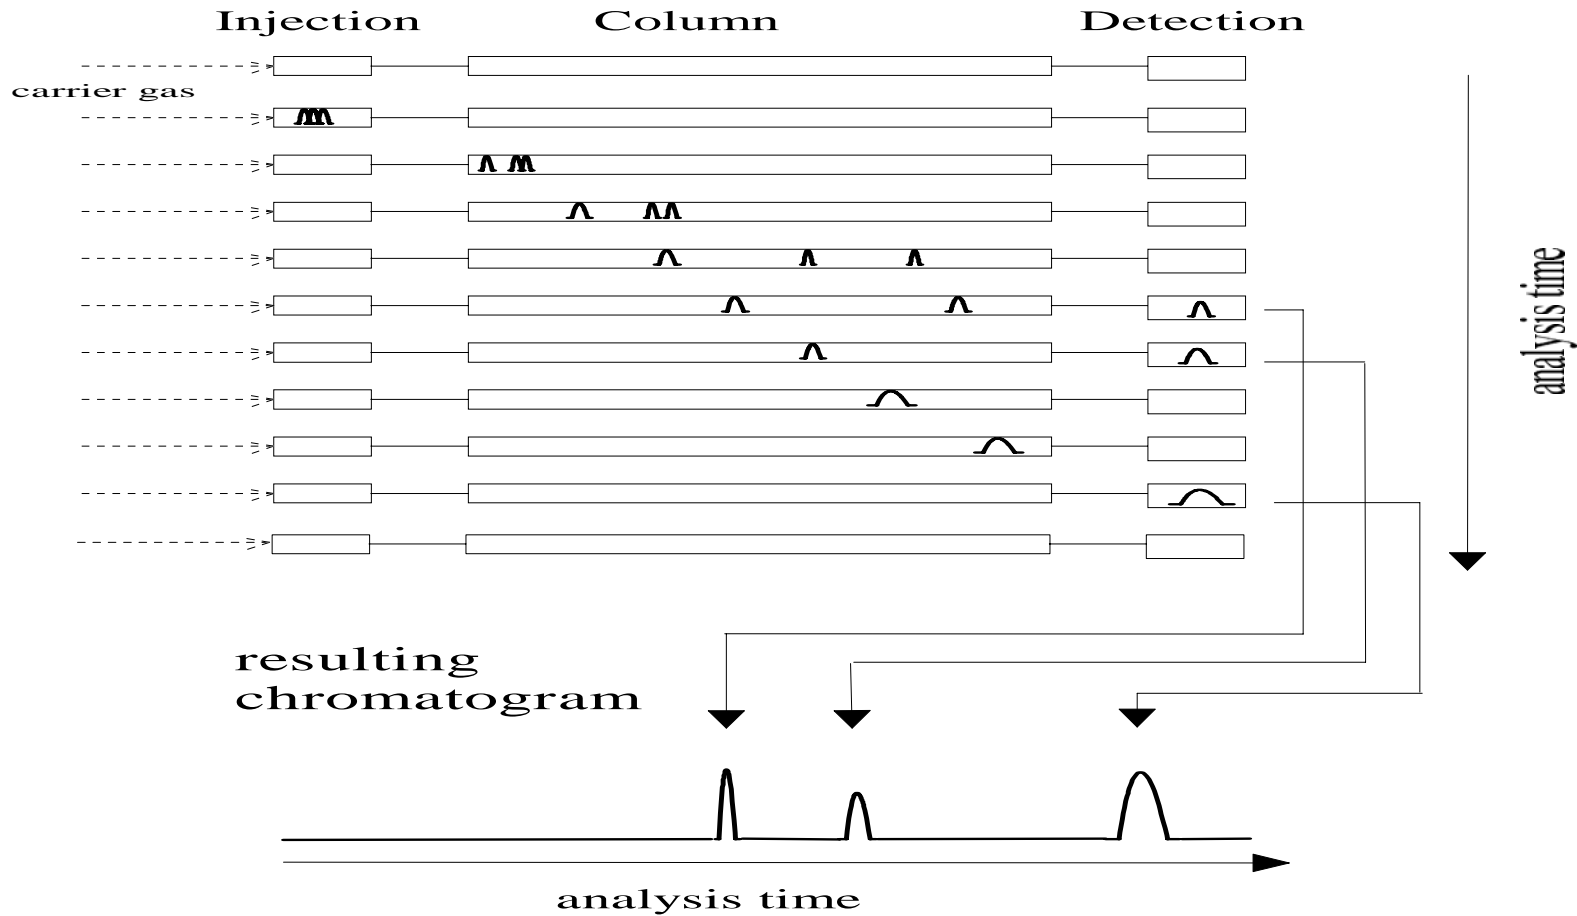 Injection Column Detection
carrier gas
analysis time
resulting
chromatogram
analysis time